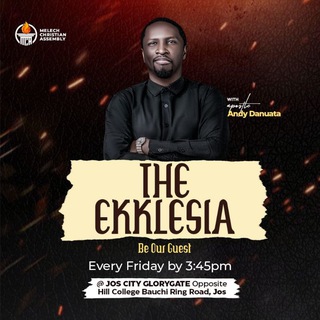 MELECH
CHRISTIAN
ASSEMBLY
WITH
apostle
Andy Danuata
THE
EKKLESIA
Be Our Guest
Every Friday by 3:45pm
@ JOS CITY GLORYGATE Opposite
Hill College Bauchi Ring Road, Jos